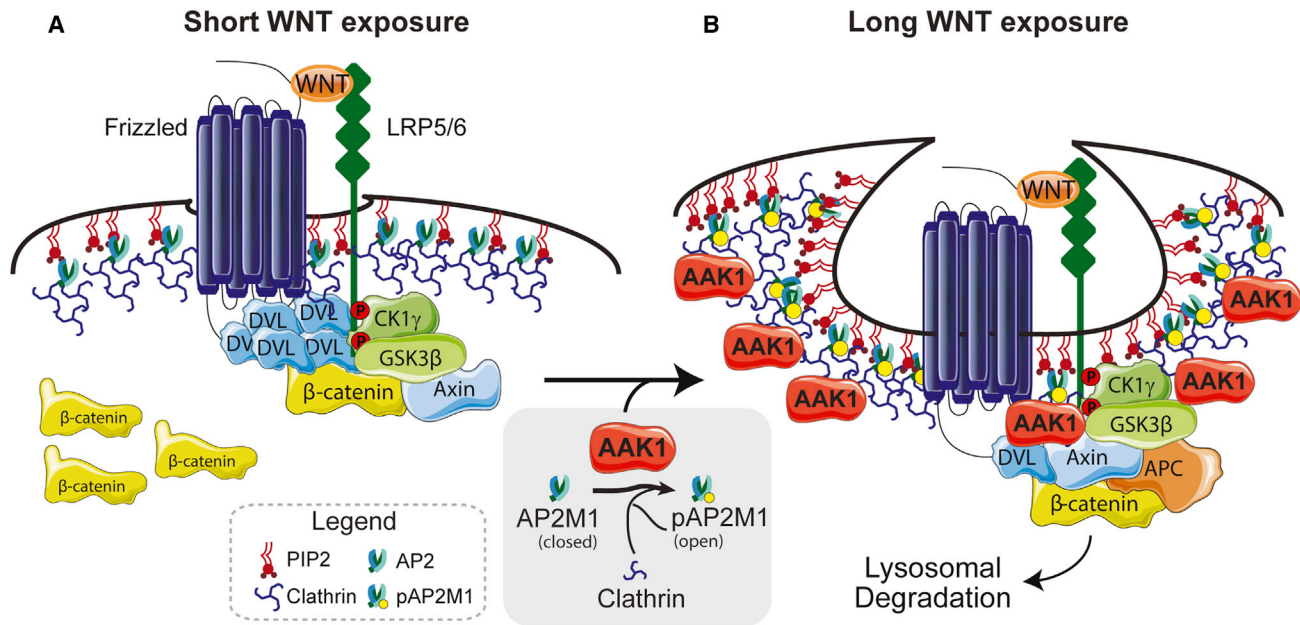 A
Short WNT exposure
WNT
Frizzled
LRP5/6
DVL
DVL
DV
DVL
DVL
P
P
CK1γ
GSK3β
β-catenin
Axin
β-catenin
β-catenin
β-catenin
Legend
PIP2
AP2
Clathrin
pAP2M1
AAK1
AP2M1
(closed)
pAP2M1
(open)
Clathrin
B
Long WNT exposure
WNT
AAK1
AAK1
AAK1
AAK1
AAK1
P
P
CK1γ
AAK1
GSK3β
DVL
Axin
APC
β-catenin
Lysosomal
Degradation